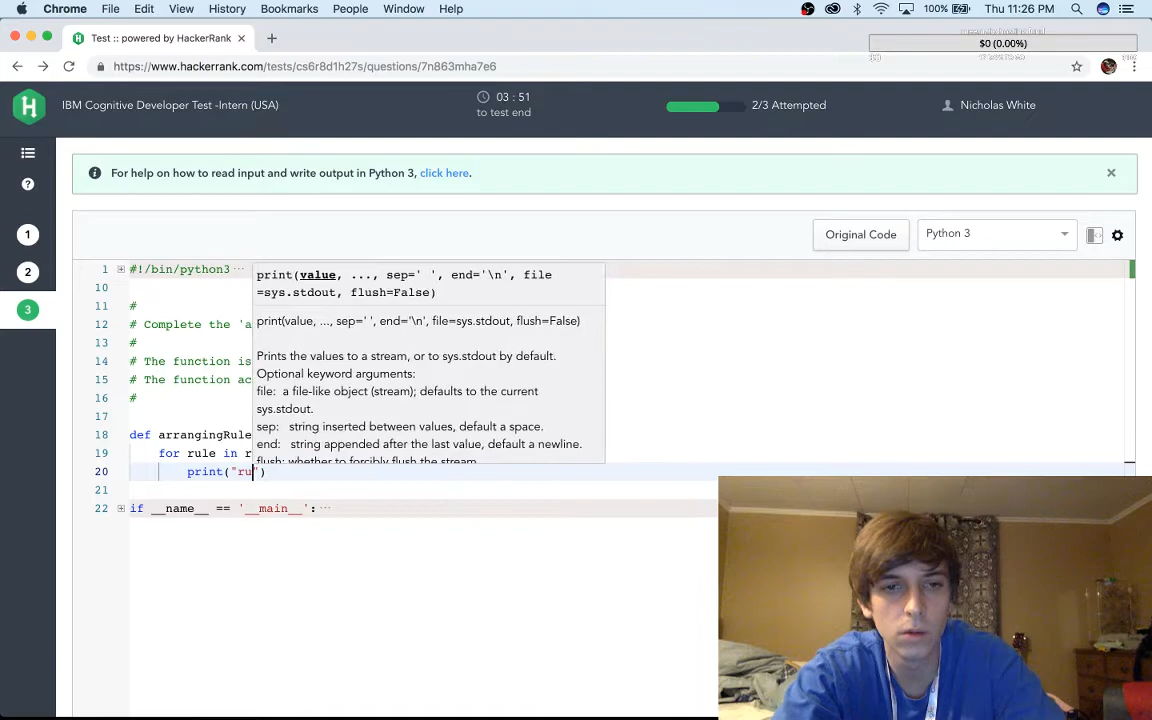 Chrome File Edit View History Bookmarks People Window Help 100% Thu 11:26 PM
Test :: powered by HackerRank
$0 (0.00%)
https://www.hackerrank.com/tests/cs6r8d1h27s/questions/7n863mha7e6
IBM Cognitive Developer Test -Intern (USA)
03 : 51
to test end
2/3 Attempted
Nicholas White
For help on how to read input and write output in Python 3, click here.
Original Code
Python 3
1
2
3
1 #!/bin/python3
10
11 #
12 # Complete the 'a
13 #
14 # The function is
15 # The function ac
16 #
17
18 def arrangingRule
19 for rule in r
20 print("ru")
21
22 if __name__ == '__main__':
print(value, ..., sep=' ', end='\n', file
=sys.stdout, flush=False)
print(value, ..., sep=' ', end='\n', file=sys.stdout, flush=False)
Prints the values to a stream, or to sys.stdout by default.
Optional keyword arguments:
file: a file-like object (stream); defaults to the current
sys.stdout.
sep: string inserted between values, default a space.
end: string appended after the last value, default a newline.
flush: whether to forcibly flush the stream.